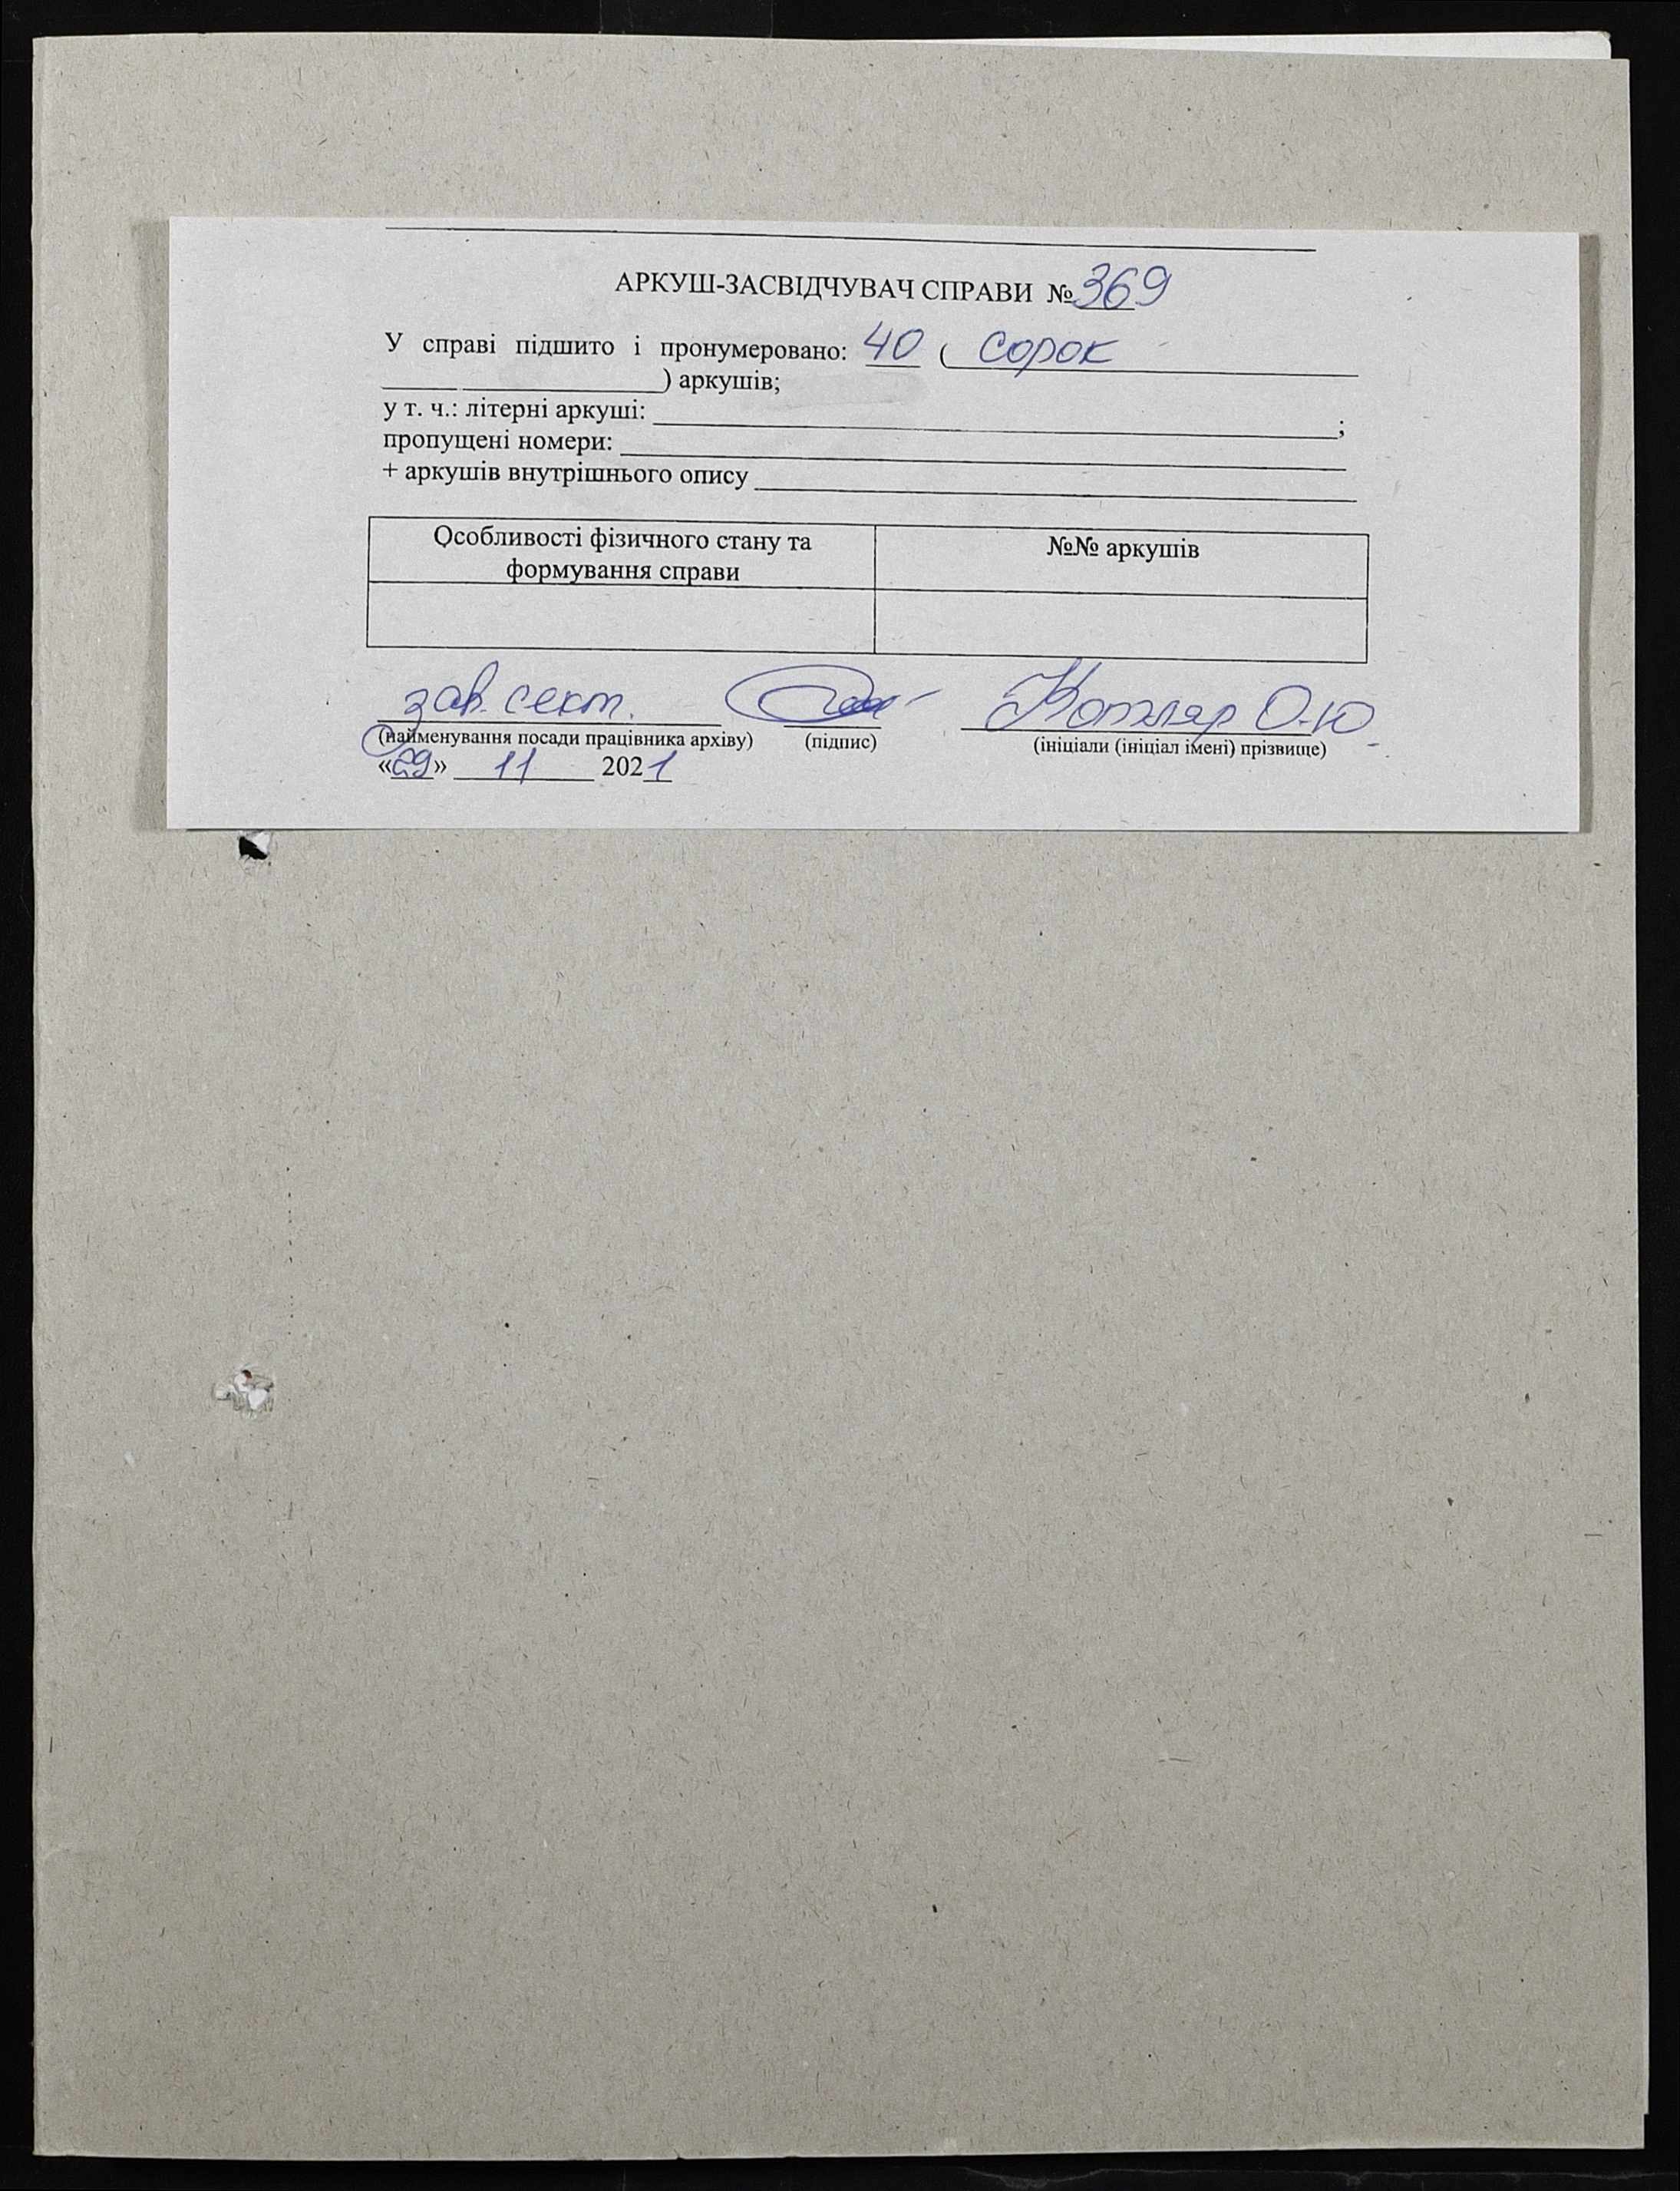 АРКУШ-ЗАСВІДЧУВАЧ СПРАВИ № 369
У справі підшито і пронумеровано: 40 ( сорок
) аркушів;
у т. ч.: літерні аркуші: ;
пропущені номери:
+ аркушів внутрішнього опису
Особливості фізичного стану та
формування справи
№№ аркушів
зав. сект. Котляр О.Ю.
(найменування посади працівника архіву) (підпис) (ініціали (ініціал імені) прізвище)
«29» 11 2021